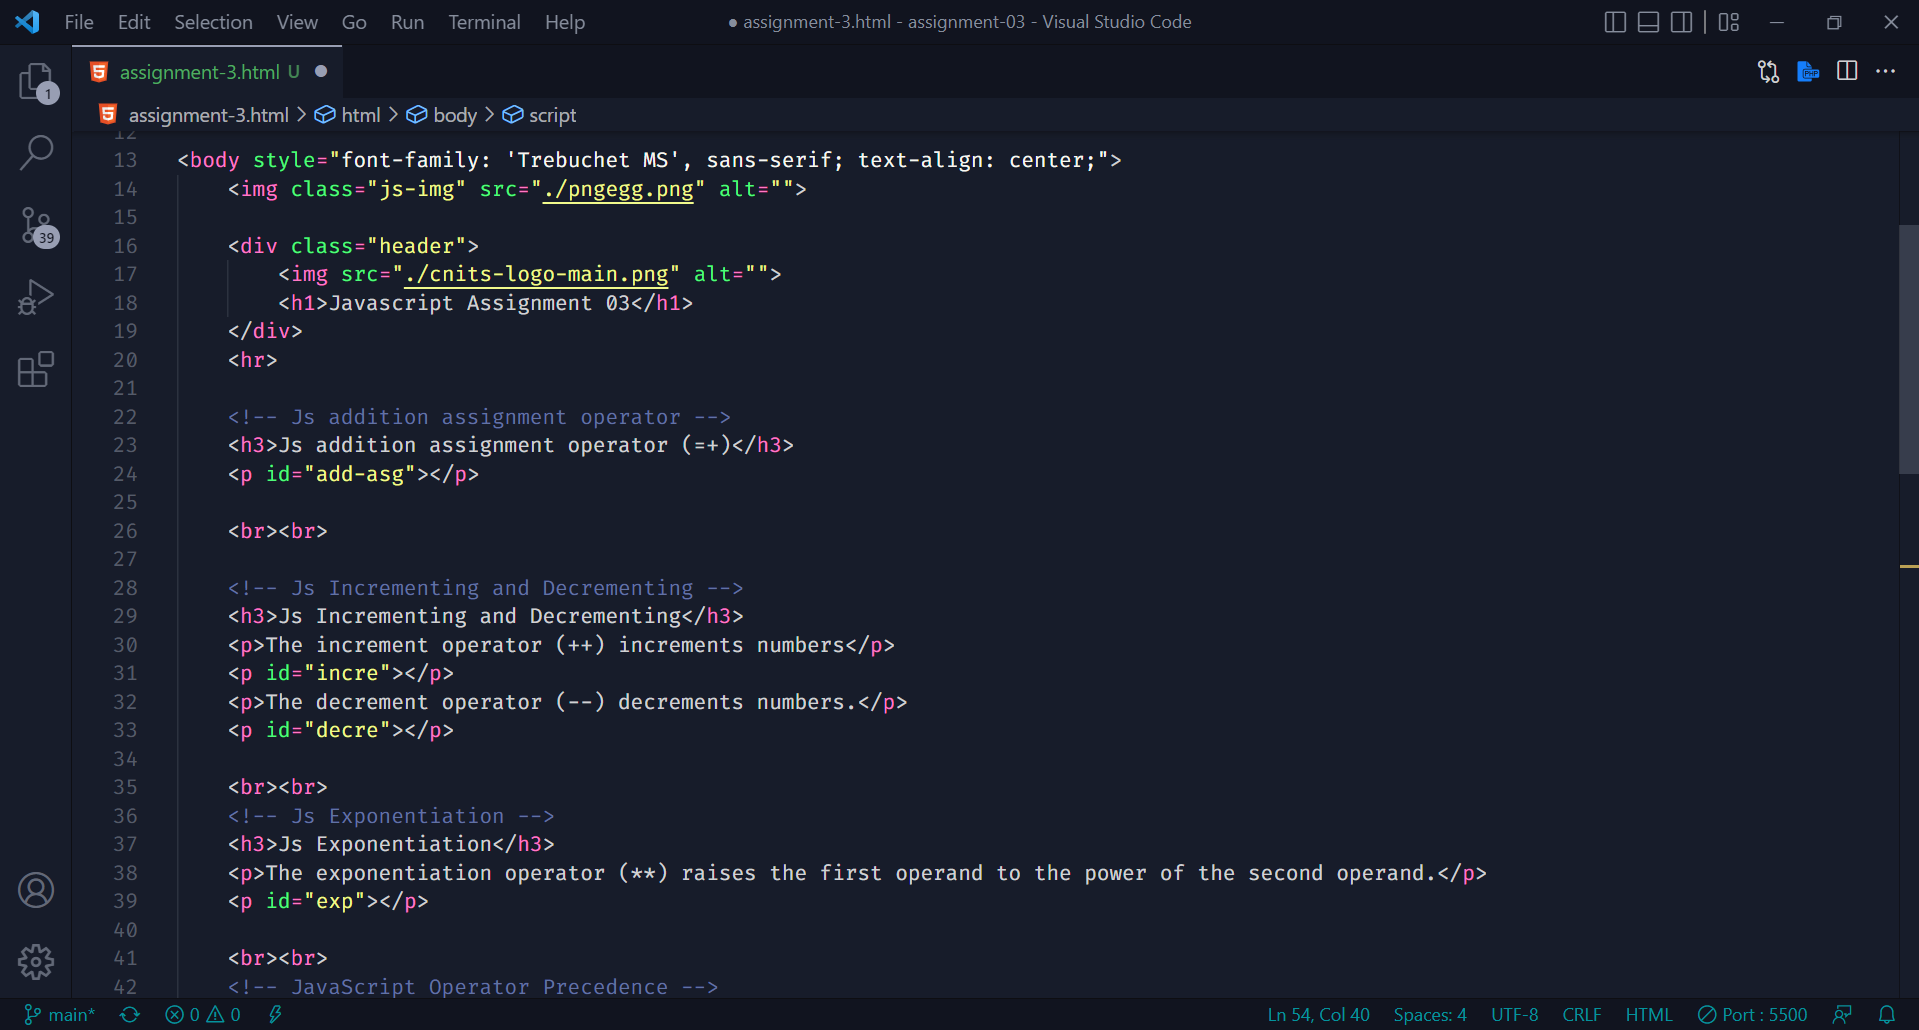 File Edit Selection View Go Run Terminal Help ● assignment-3.html - assignment-03 - Visual Studio Code
assignment-3.html U ●
assignment-3.html > html > body > script
1
39
12
13 <body style="font-family: 'Trebuchet MS', sans-serif; text-align: center;">
14 <img class="js-img" src="./pngegg.png" alt="">
15
16 <div class="header">
17 <img src="./cnits-logo-main.png" alt="">
18 <h1>Javascript Assignment 03</h1>
19 </div>
20 <hr>
21
22 <!-- Js addition assignment operator -->
23 <h3>Js addition assignment operator (=+)</h3>
24 <p id="add-asg"></p>
25
26 <br><br>
27
28 <!-- Js Incrementing and Decrementing -->
29 <h3>Js Incrementing and Decrementing</h3>
30 <p>The increment operator (++) increments numbers</p>
31 <p id="incre"></p>
32 <p>The decrement operator (--) decrements numbers.</p>
33 <p id="decre"></p>
34
35 <br><br>
36 <!-- Js Exponentiation -->
37 <h3>Js Exponentiation</h3>
38 <p>The exponentiation operator (**) raises the first operand to the power of the second operand.</p>
39 <p id="exp"></p>
40
41 <br><br>
42 <!-- JavaScript Operator Precedence -->
main* 0 0 Ln 54, Col 40 Spaces: 4 UTF-8 CRLF HTML Port : 5500